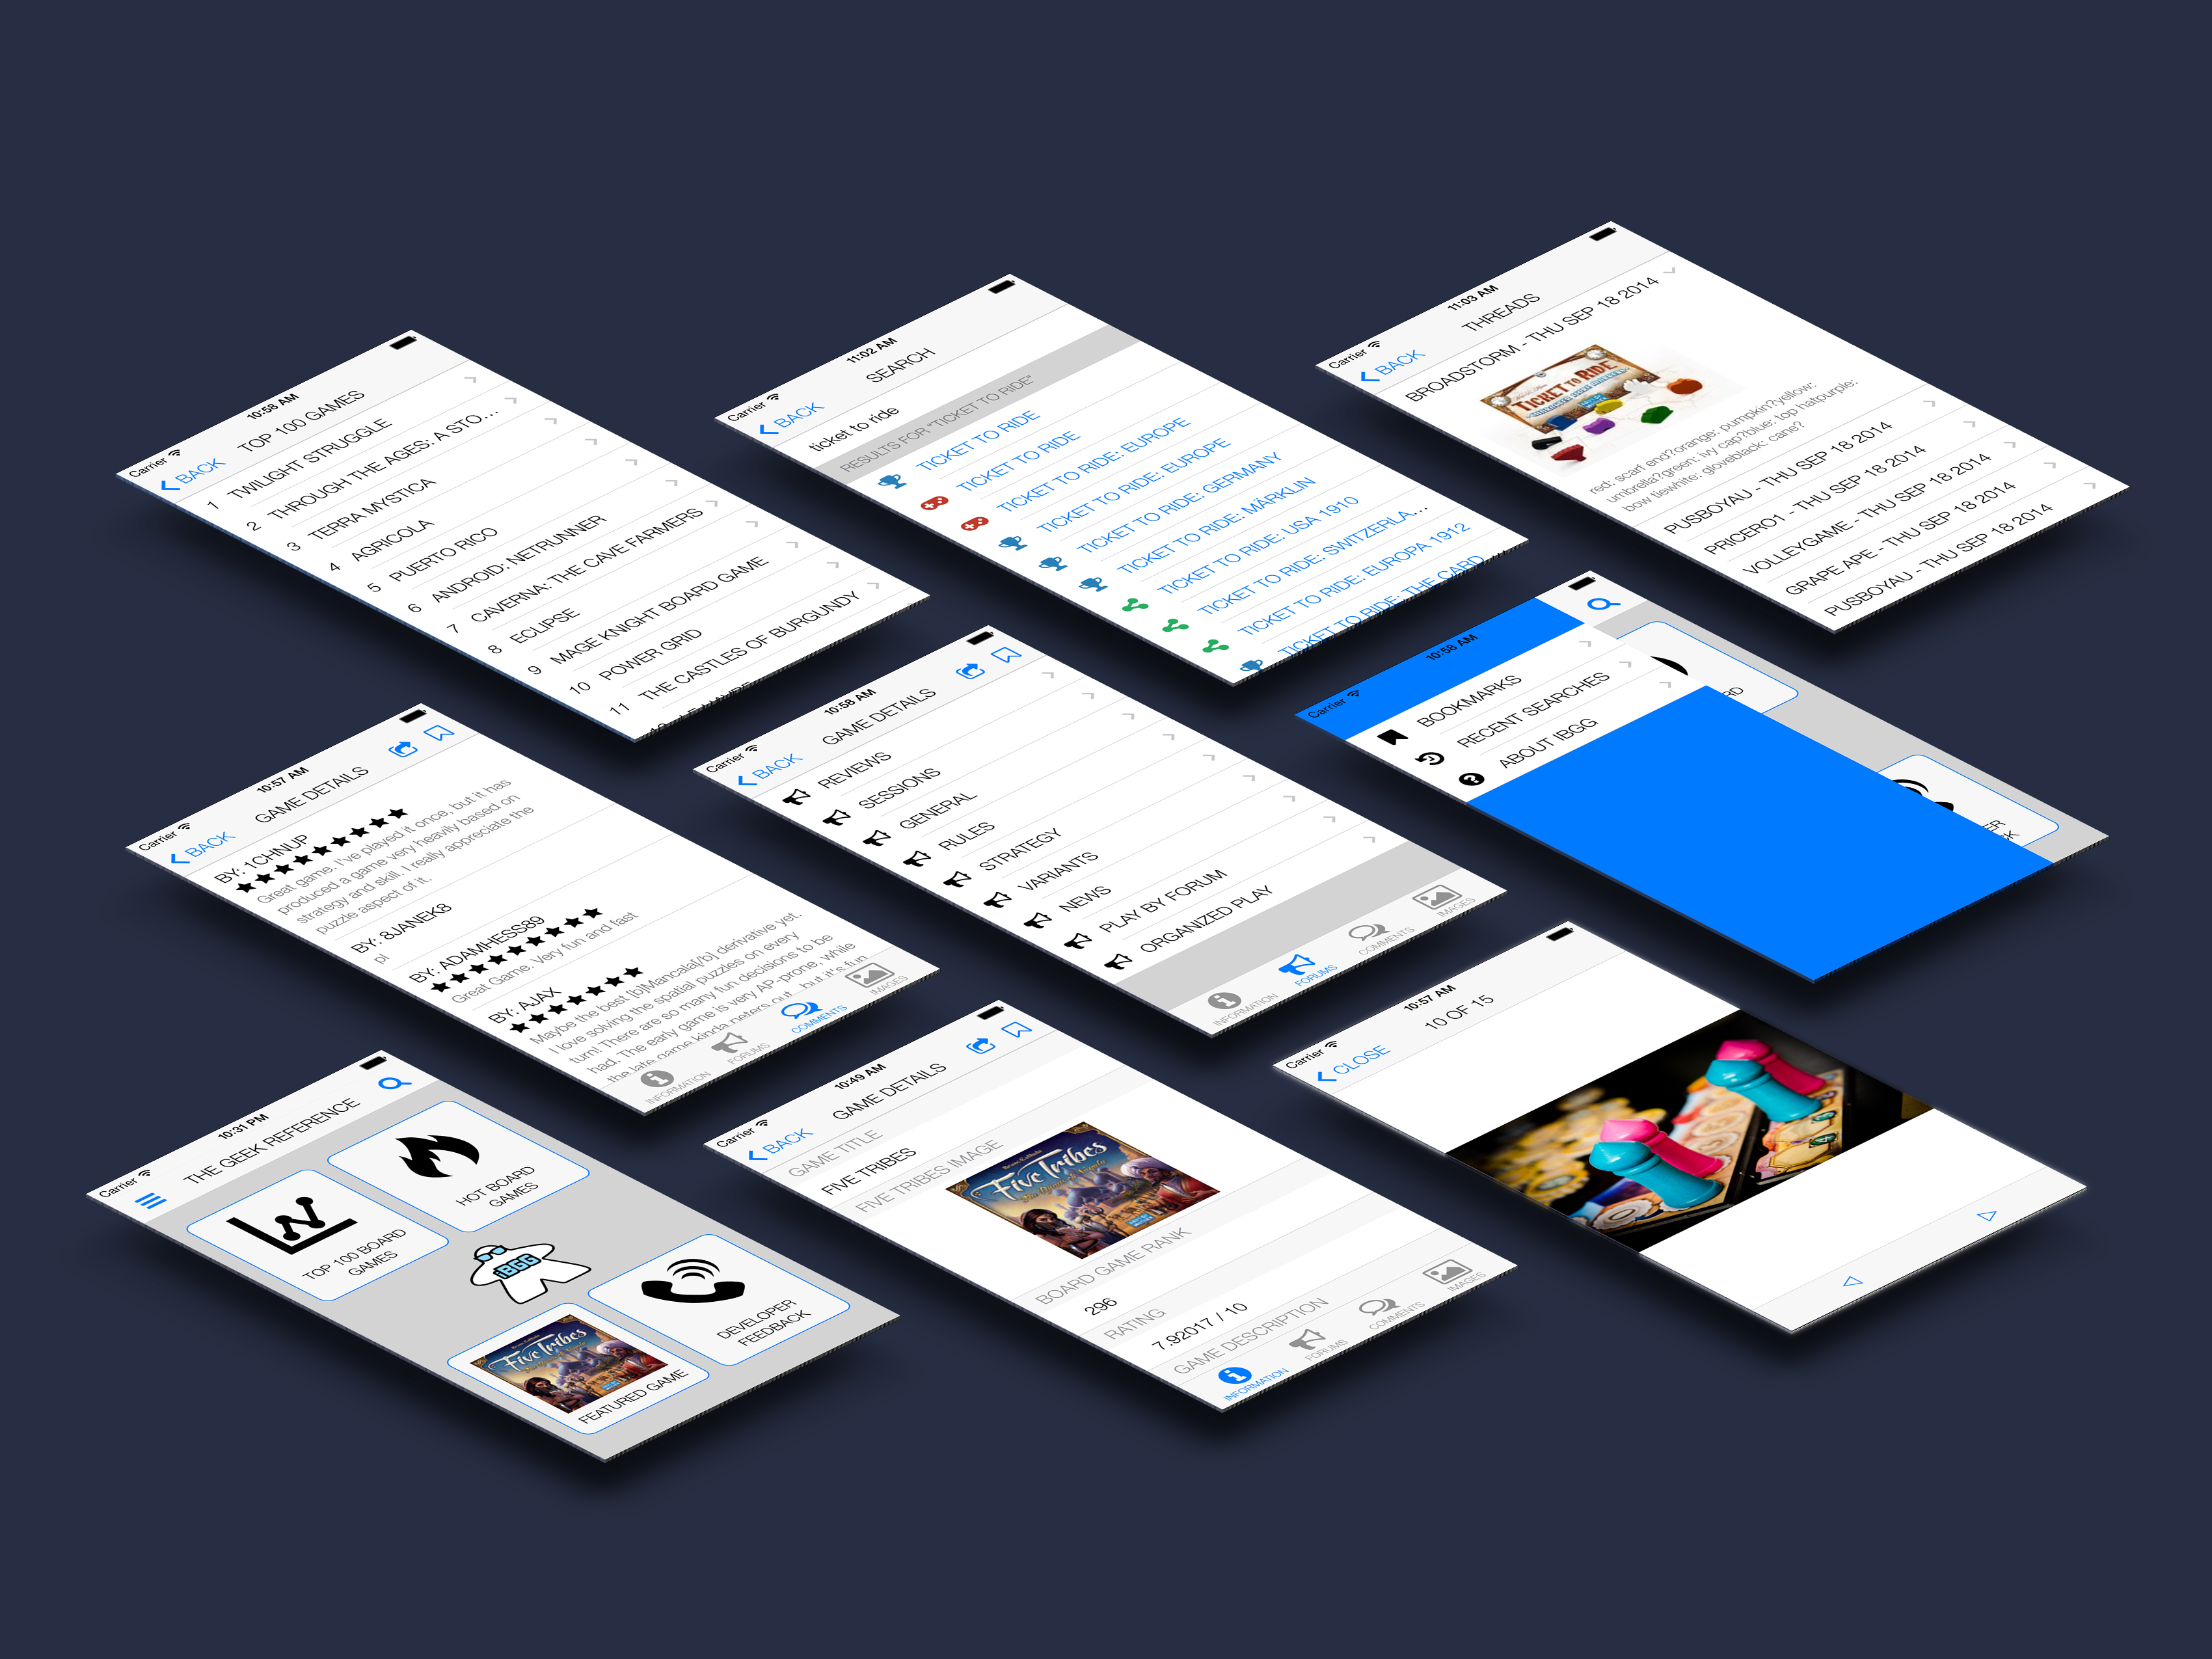 Carrier 10:58 AM
BACK TOP 100 GAMES
1 TWILIGHT STRUGGLE
2 THROUGH THE AGES: A STO...
3 TERRA MYSTICA
4 AGRICOLA
5 PUERTO RICO
6 ANDROID: NETRUNNER
7 CAVERNA: THE CAVE FARMERS
8 ECLIPSE
9 MAGE KNIGHT BOARD GAME
10 POWER GRID
11 THE CASTLES OF BURGUNDY
12 LE HAVRE
Carrier 11:02 AM
BACK SEARCH
ticket to ride
RESULTS FOR "TICKET TO RIDE"
TICKET TO RIDE
TICKET TO RIDE
TICKET TO RIDE: EUROPE
TICKET TO RIDE: EUROPE
TICKET TO RIDE: GERMANY
TICKET TO RIDE: MÄRKLIN
TICKET TO RIDE: USA 1910
TICKET TO RIDE: SWITZERLA...
TICKET TO RIDE: EUROPA 1912
TICKET TO RIDE: THE CARD ...
Carrier 11:03 AM
BACK THREADS
BROADSTORM - THU SEP 18 2014
TICKET TO RIDE
red: scarf end?orange: pumpkin?yellow:
umbrella?green: ivy cap?blue: top hatpurple:
bow tiewhite: gloveblack: cane?
PUSBOYAU - THU SEP 18 2014
PRICERO1 - THU SEP 18 2014
VOLLEYGAME - THU SEP 18 2014
GRAPE APE - THU SEP 18 2014
PUSBOYAU - THU SEP 18 2014
Carrier 10:57 AM
BACK GAME DETAILS
BY: 1CHNUP
Great game. I've played it once, but it has
produced a game very heavily based on
strategy and skill. I really appreciate the
puzzle aspect of it.
BY: 8JANEK8
pl
BY: ADAMHESS89
Great Game. Very fun and fast
BY: AJAX
Maybe the best [b]Mancala[/b] derivative yet.
I love solving the spatial puzzles on every
turn! There are so many fun decisions to be
had. The early game is very AP-prone, while
the late game kinda peters out...but it's fun
INFORMATION FORUMS COMMENTS IMAGES
Carrier 10:58 AM
BACK GAME DETAILS
REVIEWS
SESSIONS
GENERAL
RULES
STRATEGY
VARIANTS
NEWS
PLAY BY FORUM
ORGANIZED PLAY
INFORMATION FORUMS COMMENTS IMAGES
Carrier 10:58 AM
BOOKMARKS
RECENT SEARCHES
ABOUT IBGG
RD
ER
K
Carrier 10:31 PM
THE GEEK REFERENCE
TOP 100 BOARD
GAMES
HOT BOARD
GAMES
iBGG
Five Tribes
FEATURED GAME
DEVELOPER
FEEDBACK
Carrier 10:49 AM
BACK GAME DETAILS
GAME TITLE
FIVE TRIBES
FIVE TRIBES IMAGE
Five Tribes
BOARD GAME RANK
296
RATING
7.92017 / 10
GAME DESCRIPTION
INFORMATION FORUMS COMMENTS IMAGES
Carrier 10:57 AM
CLOSE 10 OF 15